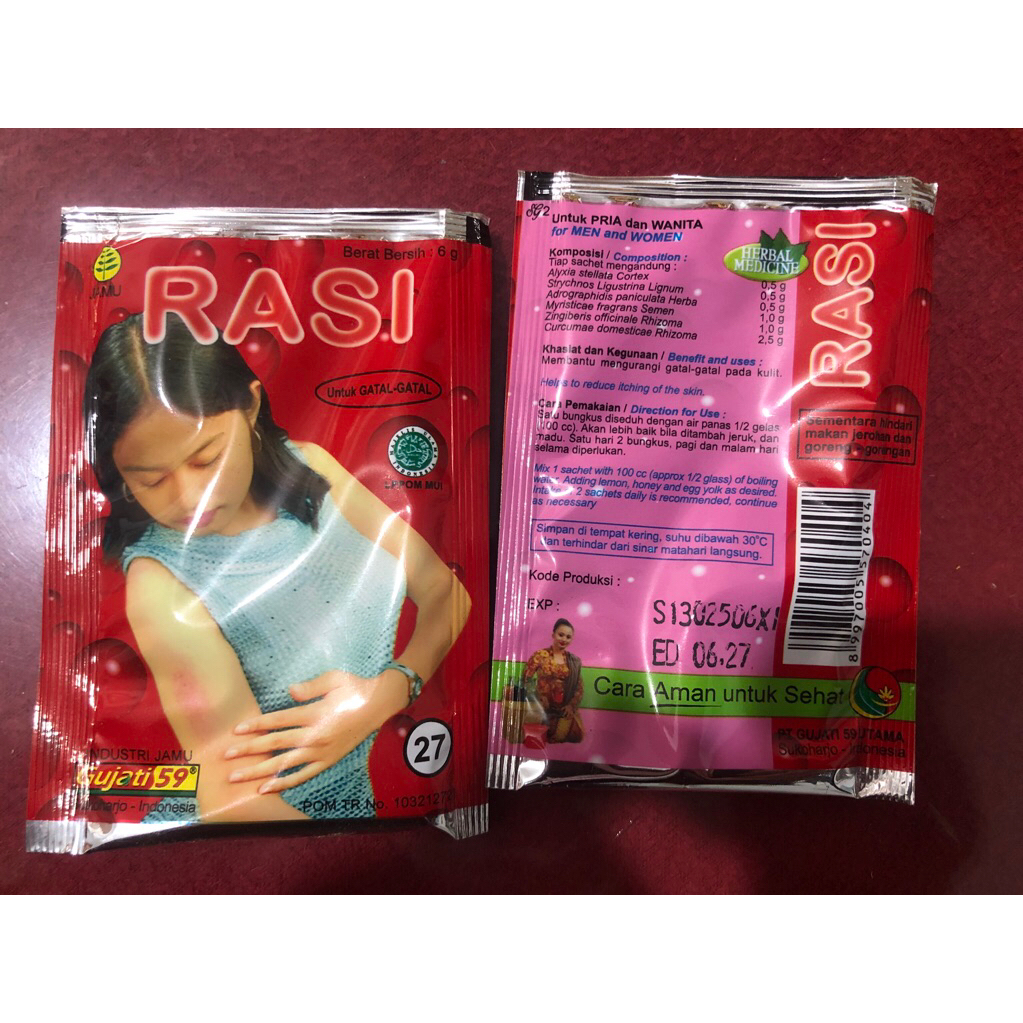 JAMU
Berat Bersih : 6 g
RASI
Untuk GATAL-GATAL
LPPOM MUI
27
INDUSTRI JAMU
Gujati 59®
Indonesia
POM.TR.No.
SG 2
Untuk PRIA dan WANITA
for MEN and WOMEN
HERBAL
MEDICINE
Komposisi / Composition :
Tiap sachet mengandung :
Alyxia stellata Cortex 0,5 g
Strychnos Ligustrina Lignum 0,5 g
Adrographidis paniculata Herba 0,5 g
Myristicae fragrans Semen 1,0 g
Zingiberis officinale Rhizoma 1,0 g
Curcumae domesticae Rhizoma 2,5 g
Khasiat dan Kegunaan / Benefit and uses :
Membantu mengurangi gatal-gatal pada kulit.
Helps to reduce itching of the skin.
Cara Pemakaian / Direction for Use :
Satu bungkus diseduh dengan air panas 1/2 gelas
(100 cc). Akan lebih baik bila ditambah jeruk, dan
madu. Satu hari 2 bungkus, pagi dan malam hari
selama diperlukan.
Mix 1 sachet with 100 cc (approx 1/2 glass) of boiling
water. Adding lemon, honey and egg yolk as desired.
2 sachets daily is recommended, continue
as necessary
Simpan di tempat kering, suhu dibawah 30°C
dan terhindar dari sinar matahari langsung.
Kode Produksi :
EXP :
S1302506X1
ED 06.27
Cara Aman untuk Sehat
RASI
Sementara hindari
makan jerohan dan
goreng - gorengan
8 997005 570404
PT GUJATI 59 UTAMA
Sukoharjo - Indonesia